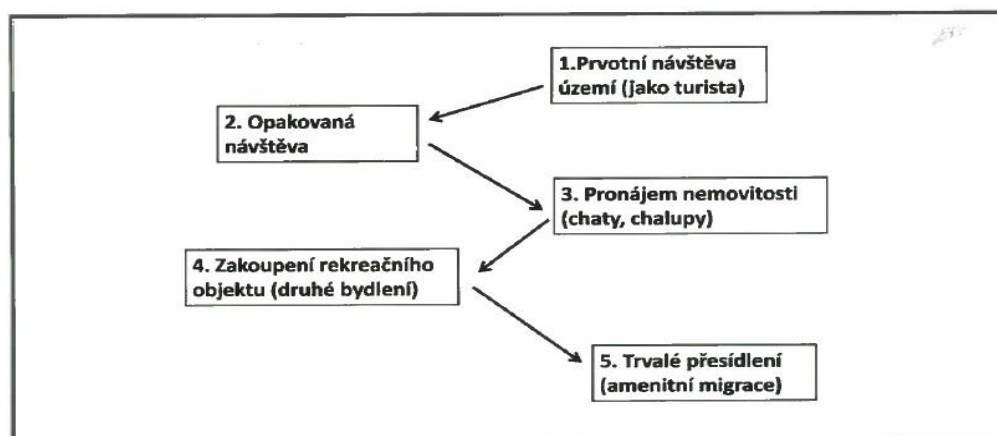 1.Prvotní návštěva
území (jako turista)
2. Opakovaná
návštěva
3. Pronájem nemovitosti
(chaty, chalupy)
4. Zakoupení rekreačního
objektu (druhé bydlení)
5. Trvalé přesídlení
(amenitní migrace)